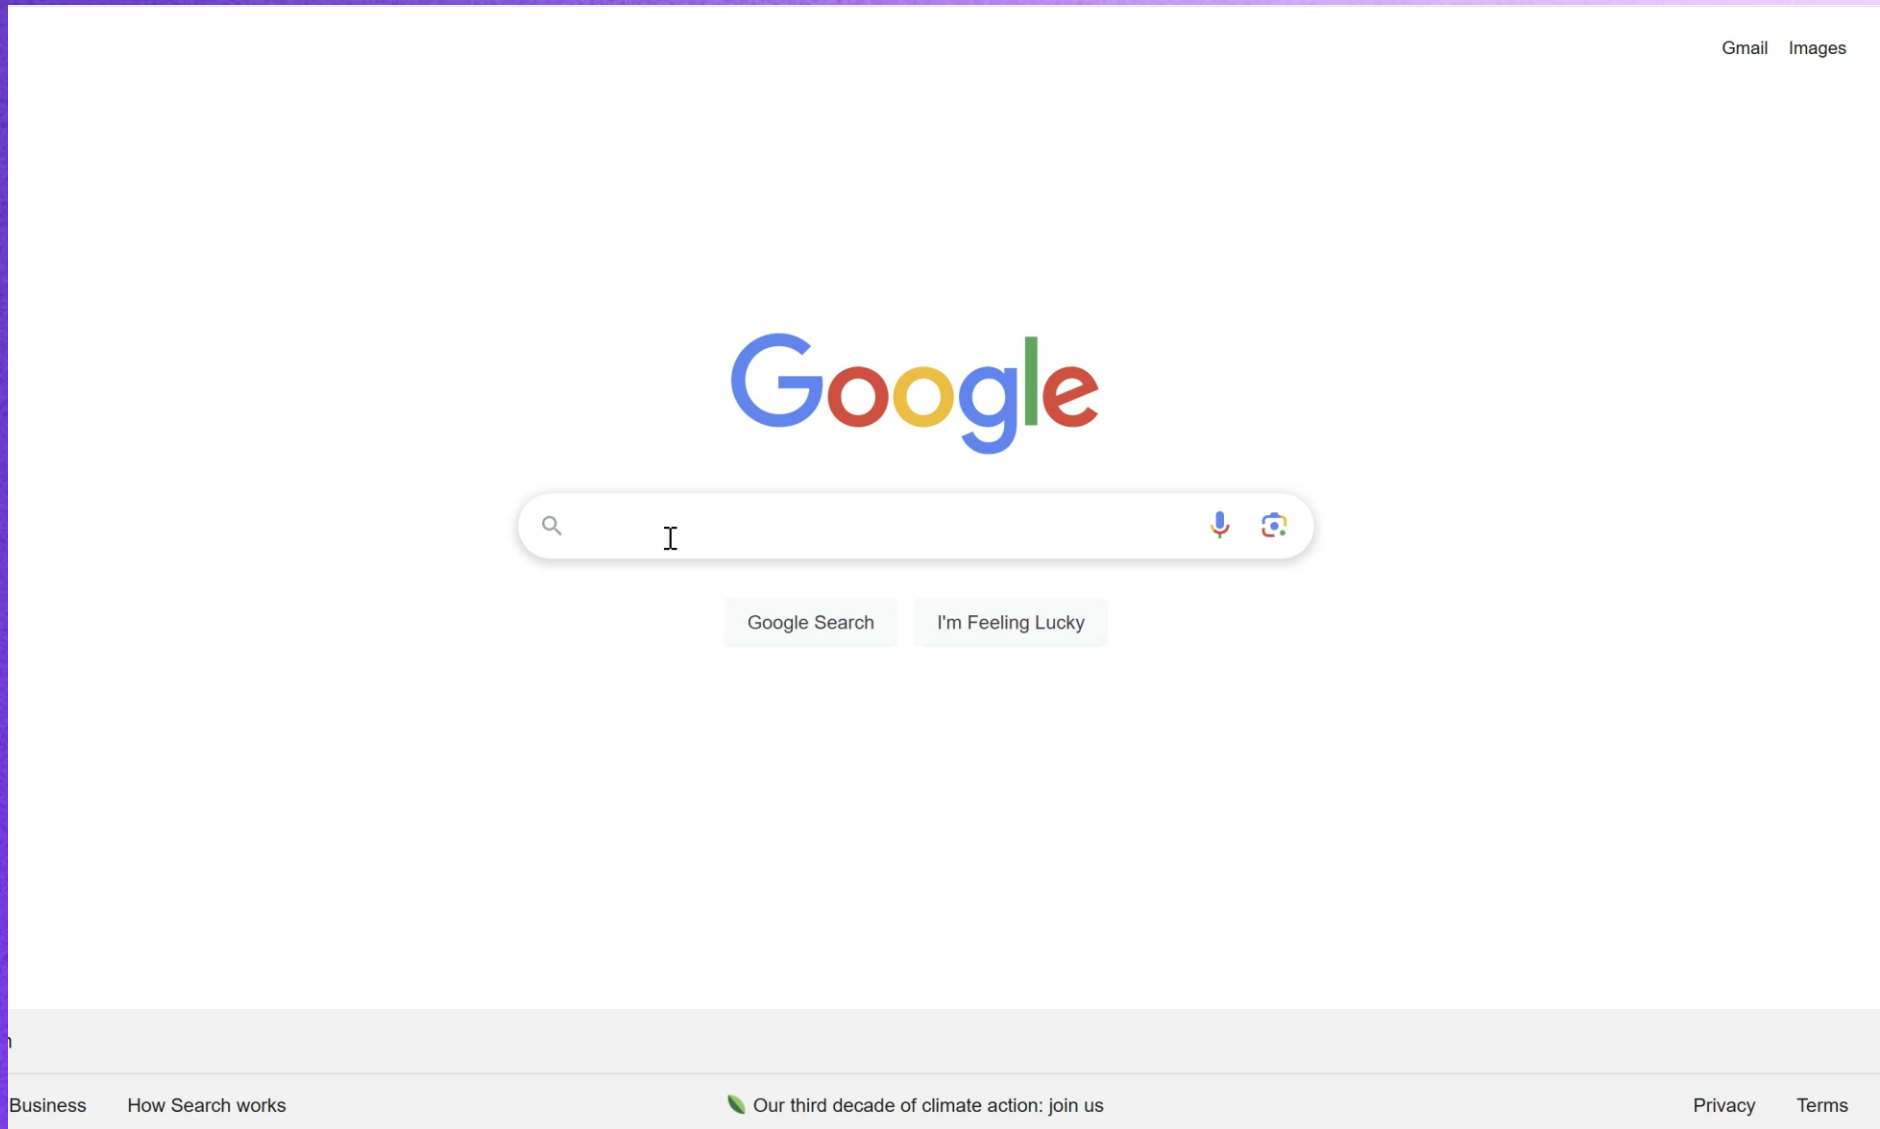 Gmail Images
Google
Google Search I'm Feeling Lucky
Business How Search works Our third decade of climate action: join us Privacy Terms